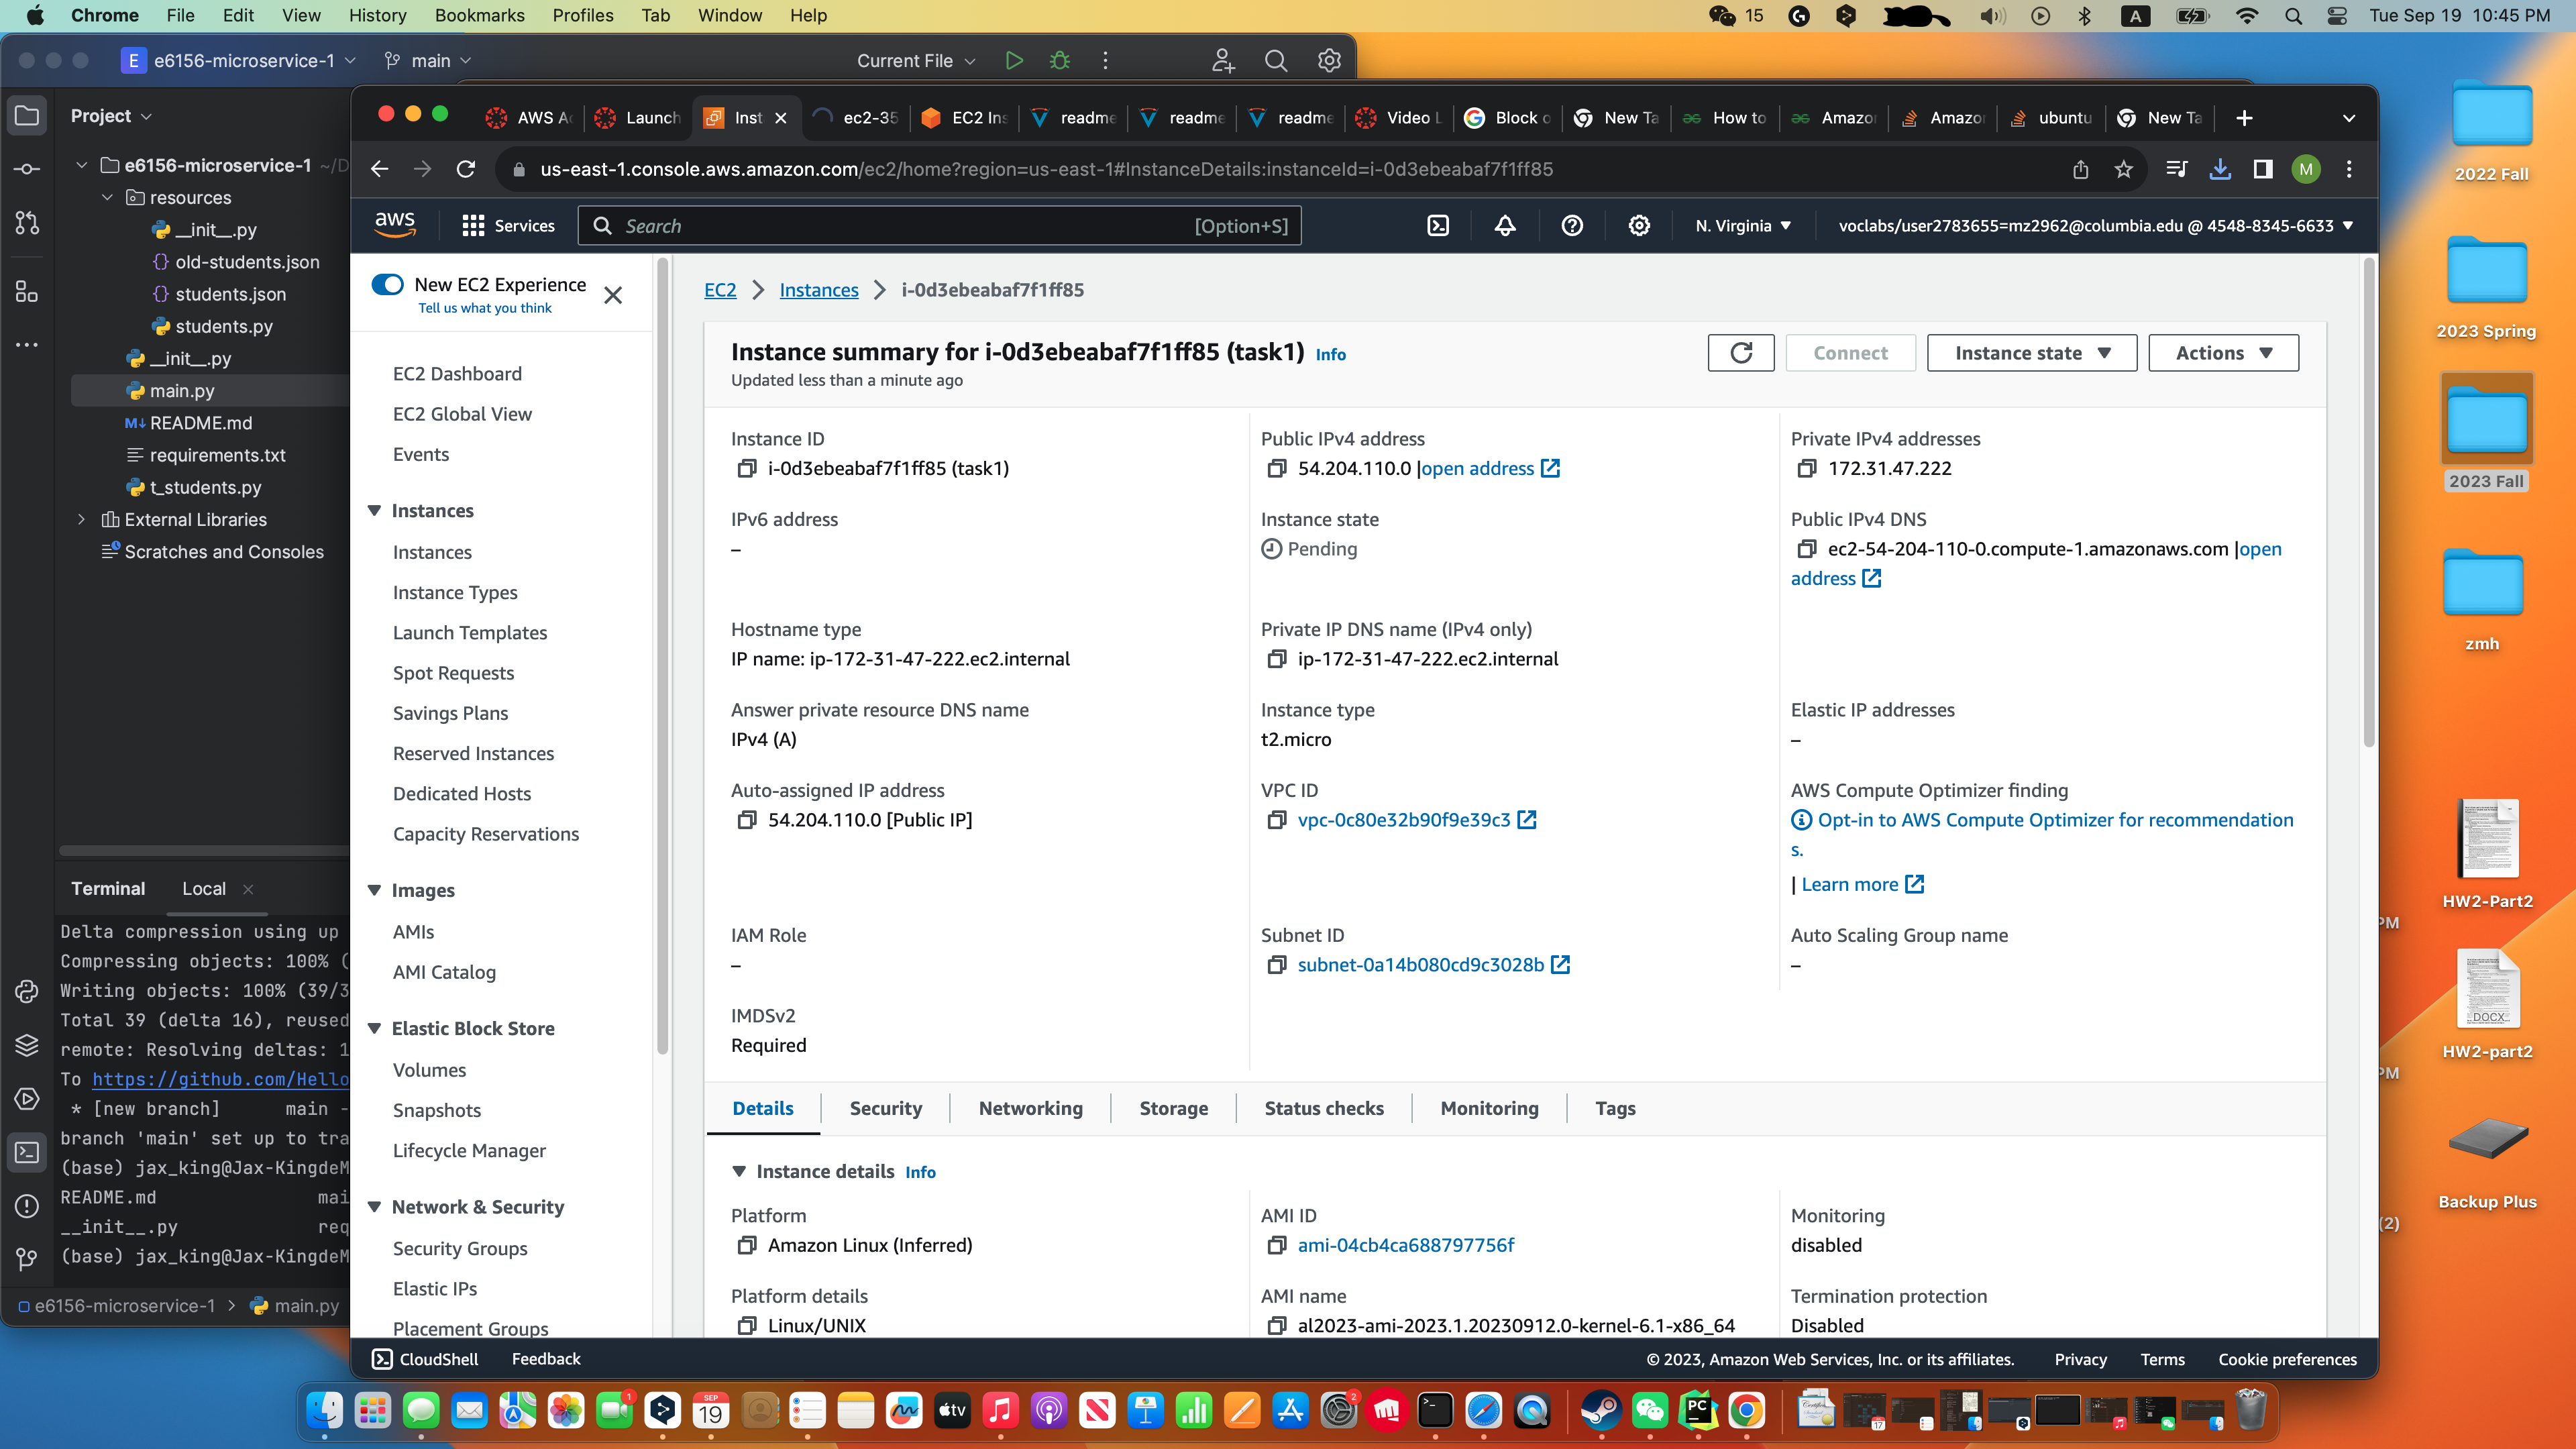 Chrome File Edit View History Bookmarks Profiles Tab Window Help
15
A
Tue Sep 19 10:45 PM
E e6156-microservice-1 main
Current File
Project
e6156-microservice-1 ~/D
resources
__init__.py
old-students.json
students.json
students.py
__init__.py
main.py
M↓ README.md
requirements.txt
t_students.py
External Libraries
Scratches and Consoles
Terminal Local
Delta compression using up
Compressing objects: 100% (
Writing objects: 100% (39/3
Total 39 (delta 16), reused
remote: Resolving deltas: 1
To https://github.com/Hello
* [new branch] main -
branch 'main' set up to tra
(base) jax_king@Jax-KingdeM
README.md mai
__init__.py req
(base) jax_king@Jax-KingdeM
e6156-microservice-1 > main.py
AWS Ac
Launch
Inst
ec2-35
EC2 Ins
readme
readme
readme
Video L
Block o
New Ta
How to
Amazon
Amazon
ubuntu
New Ta
us-east-1.console.aws.amazon.com/ec2/home?region=us-east-1#InstanceDetails:instanceId=i-0d3ebeabaf7f1ff85
M
aws Services Search [Option+S]
N. Virginia ▼
voclabs/user2783655=mz2962@columbia.edu @ 4548-8345-6633 ▼
New EC2 Experience
Tell us what you think
EC2 Dashboard
EC2 Global View
Events
Instances
Instances
Instance Types
Launch Templates
Spot Requests
Savings Plans
Reserved Instances
Dedicated Hosts
Capacity Reservations
Images
AMIs
AMI Catalog
Elastic Block Store
Volumes
Snapshots
Lifecycle Manager
Network & Security
Security Groups
Elastic IPs
Placement Groups
EC2 > Instances > i-0d3ebeabaf7f1ff85
Instance summary for i-0d3ebeabaf7f1ff85 (task1) Info
Updated less than a minute ago
Connect
Instance state ▼
Actions ▼
Instance ID
i-0d3ebeabaf7f1ff85 (task1)
Public IPv4 address
54.204.110.0 |open address
Private IPv4 addresses
172.31.47.222
IPv6 address
–
Instance state
Pending
Public IPv4 DNS
ec2-54-204-110-0.compute-1.amazonaws.com |open
address
Hostname type
IP name: ip-172-31-47-222.ec2.internal
Private IP DNS name (IPv4 only)
ip-172-31-47-222.ec2.internal
Answer private resource DNS name
IPv4 (A)
Instance type
t2.micro
Elastic IP addresses
–
Auto-assigned IP address
54.204.110.0 [Public IP]
VPC ID
vpc-0c80e32b90f9e39c3
AWS Compute Optimizer finding
Opt-in to AWS Compute Optimizer for recommendation
s.
| Learn more
IAM Role
–
Subnet ID
subnet-0a14b080cd9c3028b
Auto Scaling Group name
–
IMDSv2
Required
Details Security Networking Storage Status checks Monitoring Tags
Instance details Info
Platform
Amazon Linux (Inferred)
AMI ID
ami-04cb4ca688797756f
Monitoring
disabled
Platform details
Linux/UNIX
AMI name
al2023-ami-2023.1.20230912.0-kernel-6.1-x86_64
Termination protection
Disabled
CloudShell Feedback
© 2023, Amazon Web Services, Inc. or its affiliates. Privacy Terms Cookie preferences
2022 Fall
2023 Spring
2023 Fall
zmh
HW2-Part2
PM
DOCX
HW2-part2
PM
Backup Plus
(2)
1
SEP
19
tv
2
PC
17